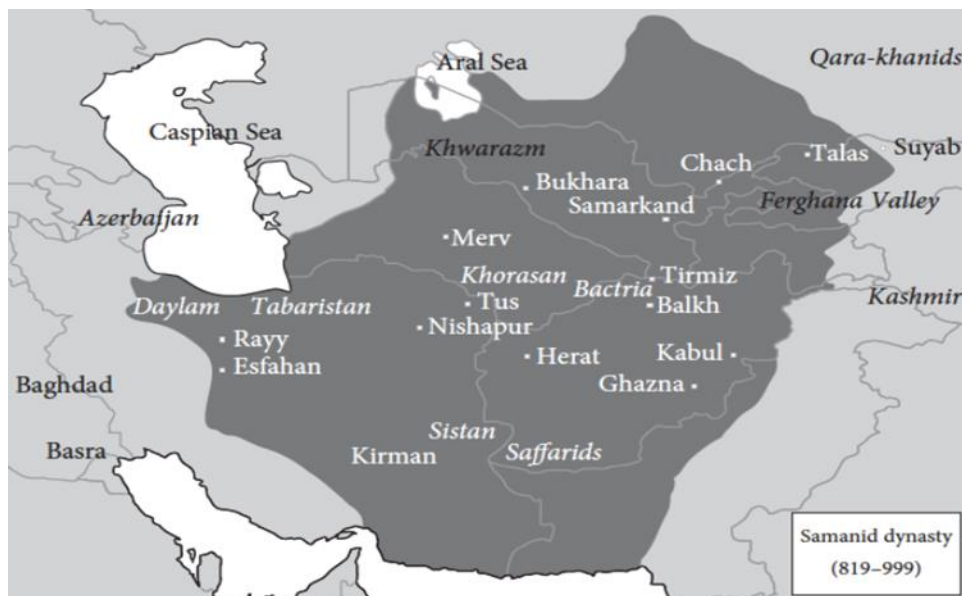 Aral Sea
Qara-khanids
Caspian Sea
Khwarazm
Chach
Talas
Suyab
Bukhara
Samarkand
Ferghana Valley
Azerbaijan
Merv
Khorasan
Bactria
Tirmiz
Daylam
Tabaristan
Tus
Balkh
Kashmir
Nishapur
Rayy
Herat
Kabul
Esfahan
Ghazna
Baghdad
Sistan
Basra
Kirman
Saffarids
Samanid dynasty
(819–999)